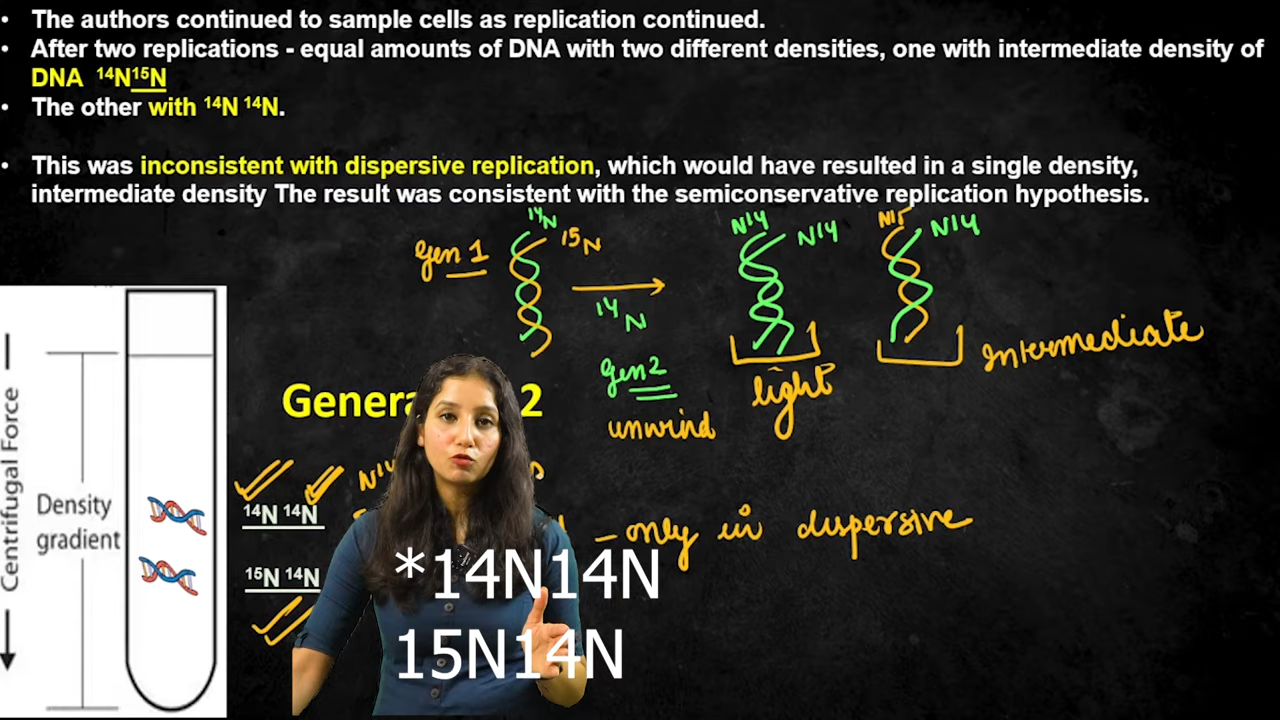 • The authors continued to sample cells as replication continued.
• After two replications - equal amounts of DNA with two different densities, one with intermediate density of
DNA ¹⁴N¹⁵N
• The other with ¹⁴N ¹⁴N.
• This was inconsistent with dispersive replication, which would have resulted in a single density,
intermediate density The result was consistent with the semiconservative replication hypothesis.
Gen 1
¹⁴N
¹⁵N
¹⁴N
Gen2
unwind
N14
N14
light
N15
N14
Intermediate
Genera 2
N14
Centrifugal Force
Density
gradient
¹⁴N ¹⁴N
¹⁵N ¹⁴N
– only in dispersive
*14N14N
15N14N